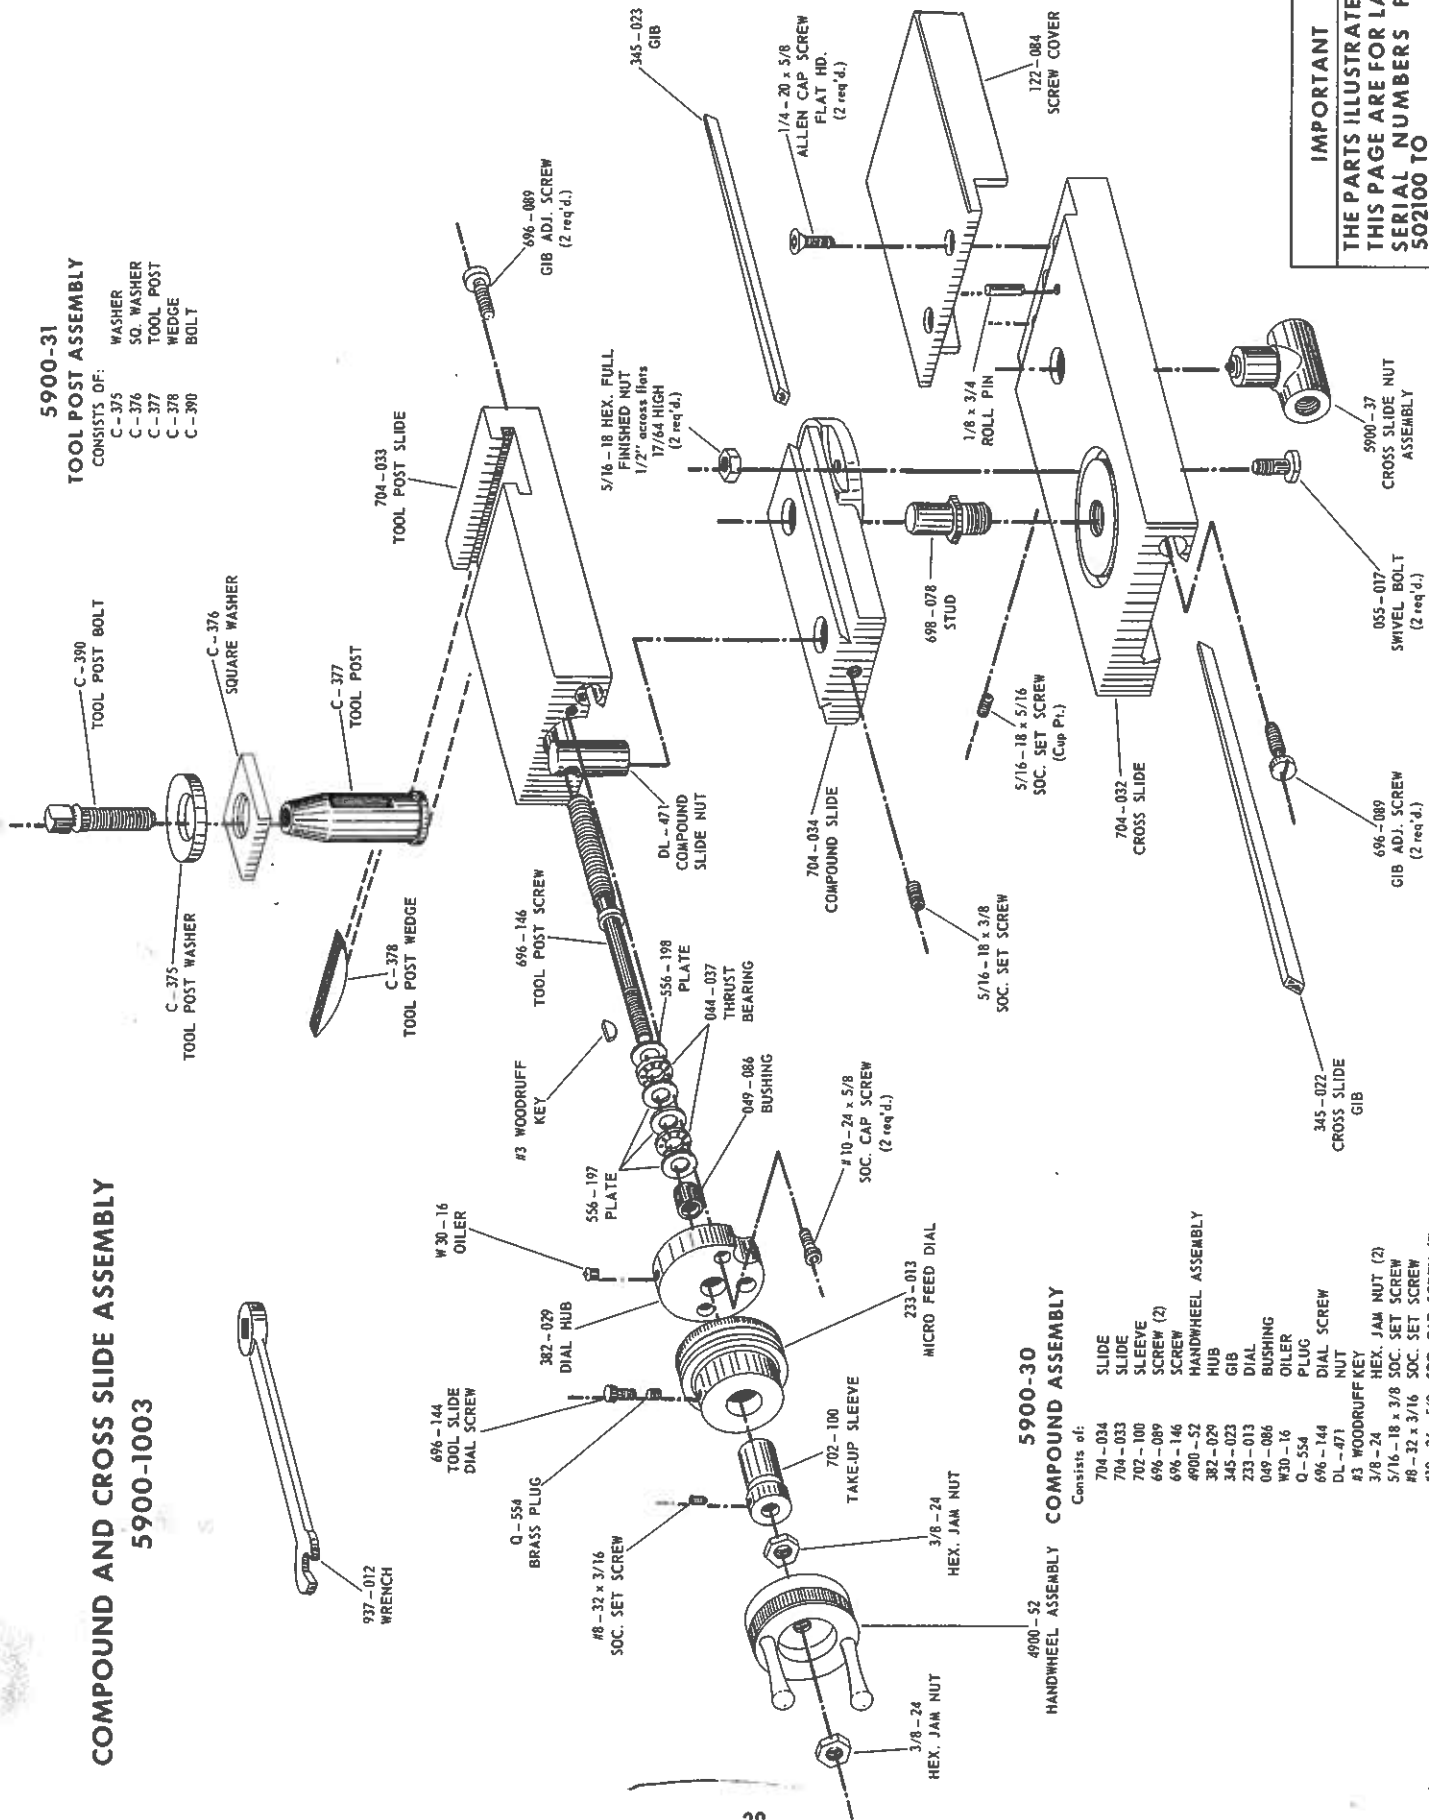 COMPOUND AND CROSS SLIDE ASSEMBLY
5900-1003
5900-31
TOOL POST ASSEMBLY
CONSISTS OF:
C-375 WASHER
C-376 SQ. WASHER
C-377 TOOL POST
C-378 WEDGE
C-390 BOLT
937-012
WRENCH
C-375
TOOL POST WASHER
C-390
TOOL POST BOLT
C-376
SQUARE WASHER
C-377
TOOL POST
C-378
TOOL POST WEDGE
704-033
TOOL POST SLIDE
696-089
GIB ADJ. SCREW
(2 req'd.)
345-023
GIB
696-144
TOOL SLIDE
DIAL SCREW
Q-554
BRASS PLUG
#8-32 x 3/16
SOC. SET SCREW
W30-16
OILER
382-029
DIAL HUB
#3 WOODRUFF
KEY
696-146
TOOL POST SCREW
556-197
PLATE
556-198
PLATE
044-037
THRUST
BEARING
049-086
BUSHING
DL-471
COMPOUND
SLIDE NUT
5/16-18 HEX. FULL
FINISHED NUT
1/2" across flats
17/64 HIGH
(2 req'd.)
1/4-20 x 5/8
ALLEN CAP SCREW
FLAT HD.
(2 req'd.)
122-084
SCREW COVER
1/8 x 3/4
ROLL PIN
698-078
STUD
704-034
COMPOUND SLIDE
5/16-18 x 3/8
SOC. SET SCREW
5/16-18 x 5/16
SOC. SET SCREW
(Cup Pt.)
704-032
CROSS SLIDE
#10-24 x 5/8
SOC. CAP SCREW
(2 req'd.)
233-013
MICRO FEED DIAL
702-100
TAKE-UP SLEEVE
3/8-24
HEX. JAM NUT
4900-52
HANDWHEEL ASSEMBLY
3/8-24
HEX. JAM NUT
345-022
CROSS SLIDE
GIB
696-089
GIB ADJ. SCREW
(2 req'd.)
055-017
SWIVEL BOLT
(2 req'd.)
5900-37
CROSS SLIDE NUT
ASSEMBLY
5900-30
COMPOUND ASSEMBLY
Consists of:
704-034 SLIDE
704-033 SLIDE
702-100 SLEEVE
696-089 SCREW (2)
696-146 SCREW
4900-52 HANDWHEEL ASSEMBLY
382-029 HUB
345-023 GIB
233-013 DIAL
049-086 BUSHING
W30-16 OILER
Q-554 PLUG
696-144 DIAL SCREW
DL-471 NUT
#3 WOODRUFF KEY
3/8-24 HEX. JAM NUT (2)
5/16-18 x 3/8 SOC. SET SCREW
#8-32 x 3/16 SOC. SET SCREW
IMPORTANT
THE PARTS ILLUSTRATE
THIS PAGE ARE FOR LA
SERIAL NUMBERS
502100 TO